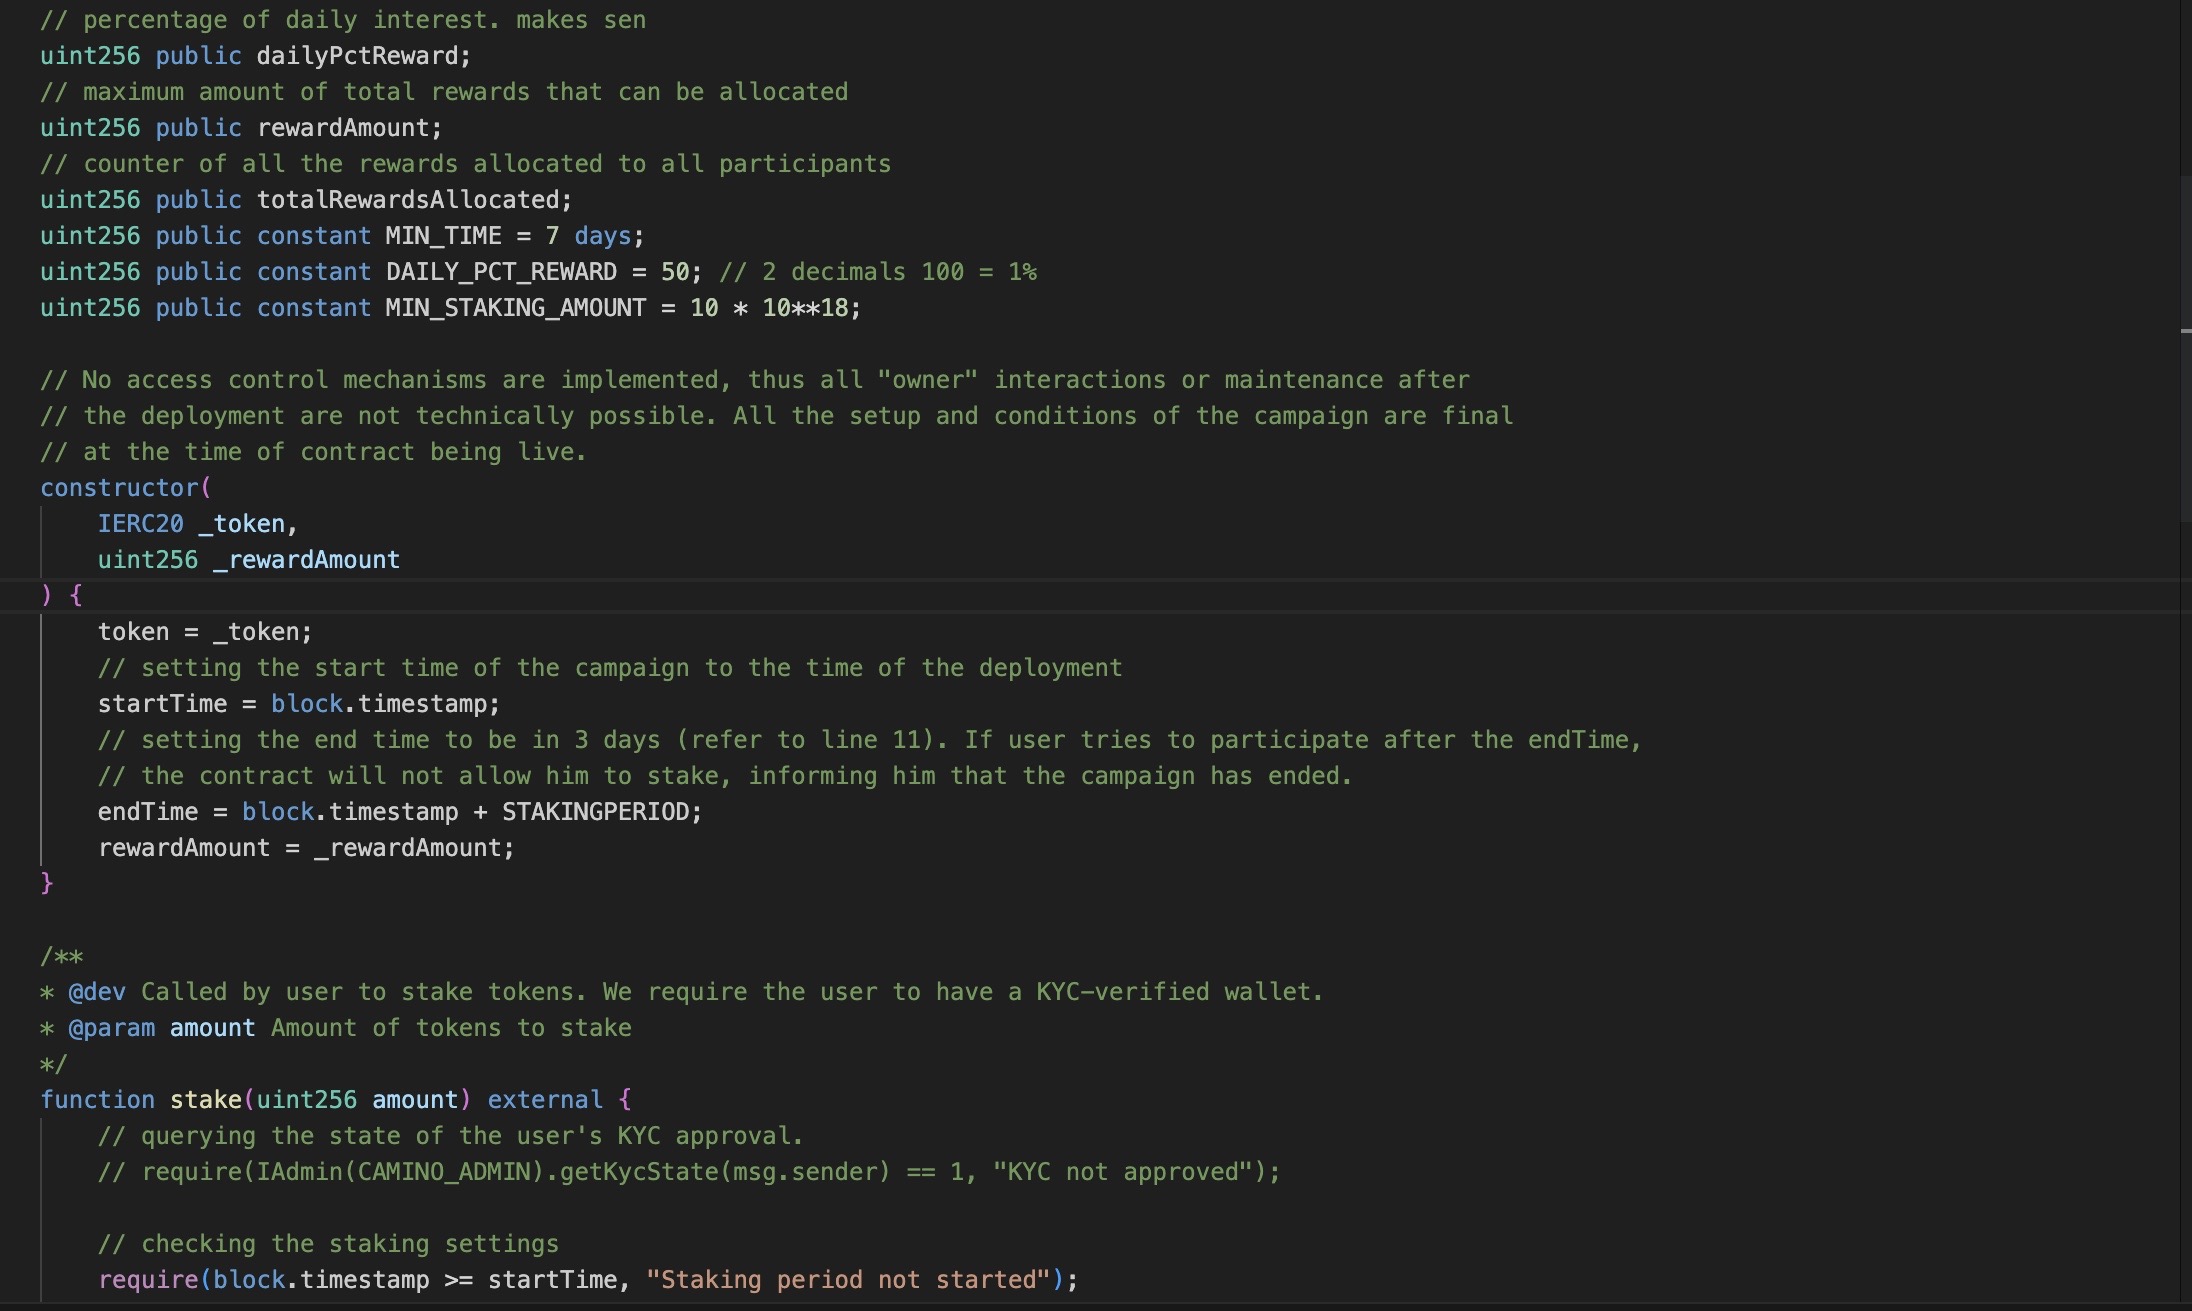 // percentage of daily interest. makes sen
uint256 public dailyPctReward;
// maximum amount of total rewards that can be allocated
uint256 public rewardAmount;
// counter of all the rewards allocated to all participants
uint256 public totalRewardsAllocated;
uint256 public constant MIN_TIME = 7 days;
uint256 public constant DAILY_PCT_REWARD = 50; // 2 decimals 100 = 1%
uint256 public constant MIN_STAKING_AMOUNT = 10 * 10**18;

// No access control mechanisms are implemented, thus all "owner" interactions or maintenance after
// the deployment are not technically possible. All the setup and conditions of the campaign are final
// at the time of contract being live.
constructor(
    IERC20 _token,
    uint256 _rewardAmount
) {
    token = _token;
    // setting the start time of the campaign to the time of the deployment
    startTime = block.timestamp;
    // setting the end time to be in 3 days (refer to line 11). If user tries to participate after the endTime,
    // the contract will not allow him to stake, informing him that the campaign has ended.
    endTime = block.timestamp + STAKINGPERIOD;
    rewardAmount = _rewardAmount;
}

/**
* @dev Called by user to stake tokens. We require the user to have a KYC-verified wallet.
* @param amount Amount of tokens to stake
*/
function stake(uint256 amount) external {
    // querying the state of the user's KYC approval.
    // require(IAdmin(CAMINO_ADMIN).getKycState(msg.sender) == 1, "KYC not approved");

    // checking the staking settings
    require(block.timestamp >= startTime, "Staking period not started");